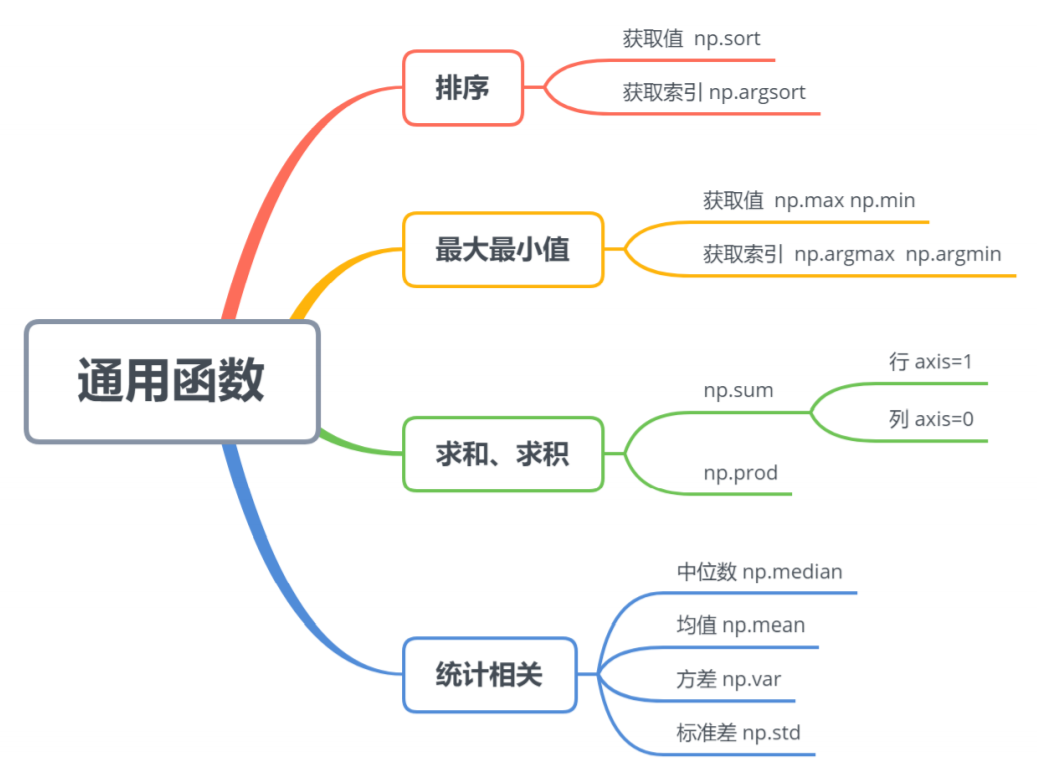 通用函数
排序
获取值 np.sort
获取索引 np.argsort
最大最小值
获取值 np.max np.min
获取索引 np.argmax np.argmin
求和、求积
np.sum
行 axis=1
列 axis=0
np.prod
统计相关
中位数 np.median
均值 np.mean
方差 np.var
标准差 np.std